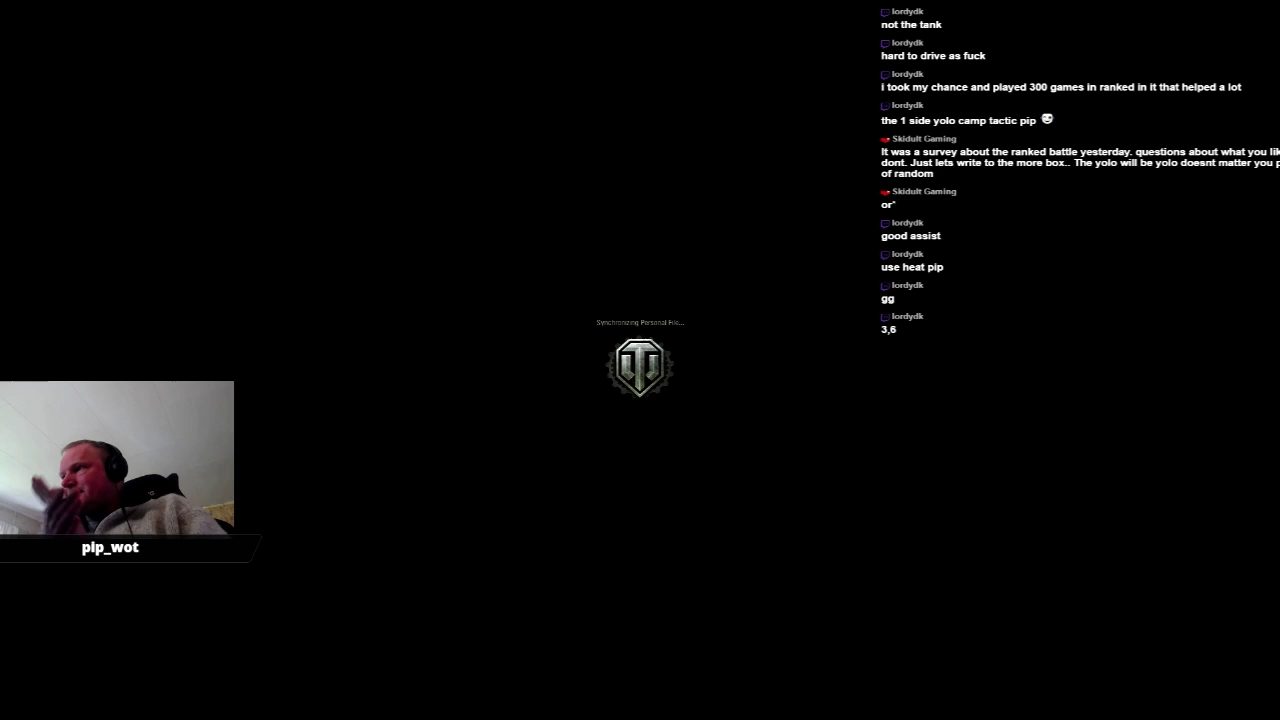 lordydk
not the tank
lordydk
hard to drive as fuck
lordydk
i took my chance and played 300 games in ranked in it that helped a lot
lordydk
the 1 side yolo camp tactic pip
Skidult Gaming
It was a survey about the ranked battle yesterday. questions about what you
dont. Just lets write to the more box.. The yolo will be yolo doesnt matter you
of random
Skidult Gaming
or*
lordydk
good assist
lordydk
use heat pip
lordydk
gg
lordydk
3,6
Synchronizing Personal File...
pip_wot